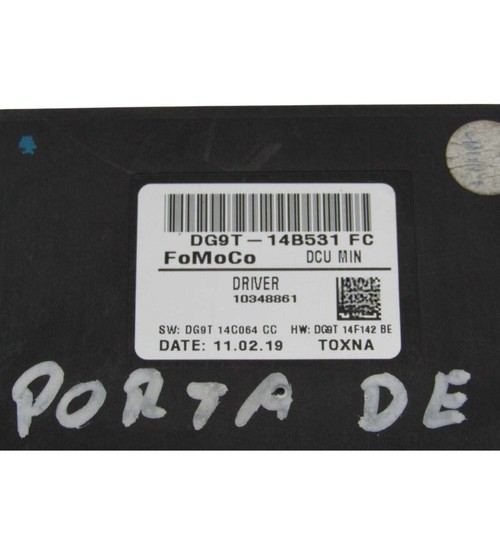 DG9T-14B531 FC
FoMoCo DCU MIN
DRIVER
10348861
SW: DG9T 14C064 CC HW: DG9T 14F142 BE
DATE: 11.02.19 TOXNA
PORTA DE